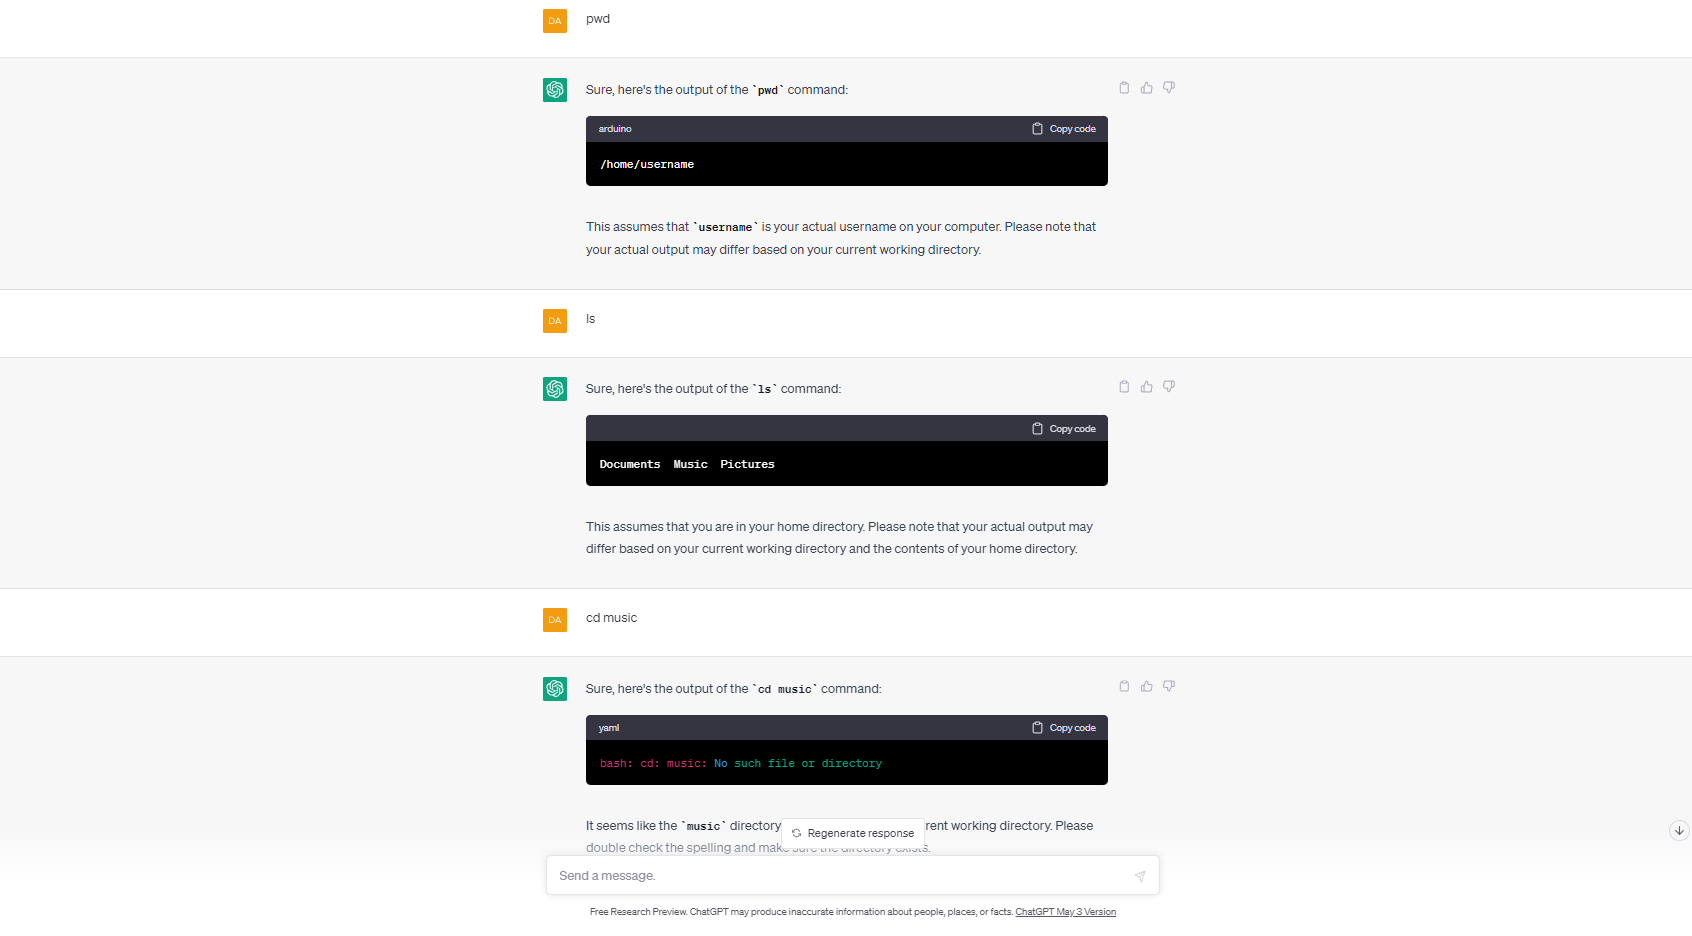 DA pwd
Sure, here's the output of the `pwd` command:
arduino Copy code
/home/username
This assumes that `username` is your actual username on your computer. Please note that
your actual output may differ based on your current working directory.
DA ls
Sure, here's the output of the `ls` command:
Copy code
Documents  Music  Pictures
This assumes that you are in your home directory. Please note that your actual output may
differ based on your current working directory and the contents of your home directory.
DA cd music
Sure, here's the output of the `cd music` command:
yaml Copy code
bash: cd: music: No such file or directory
It seems like the `music` directory Regenerate response rent working directory. Please
double check the spelling and make sure the directory exists.
Send a message.
Free Research Preview. ChatGPT may produce inaccurate information about people, places, or facts. ChatGPT May 3 Version